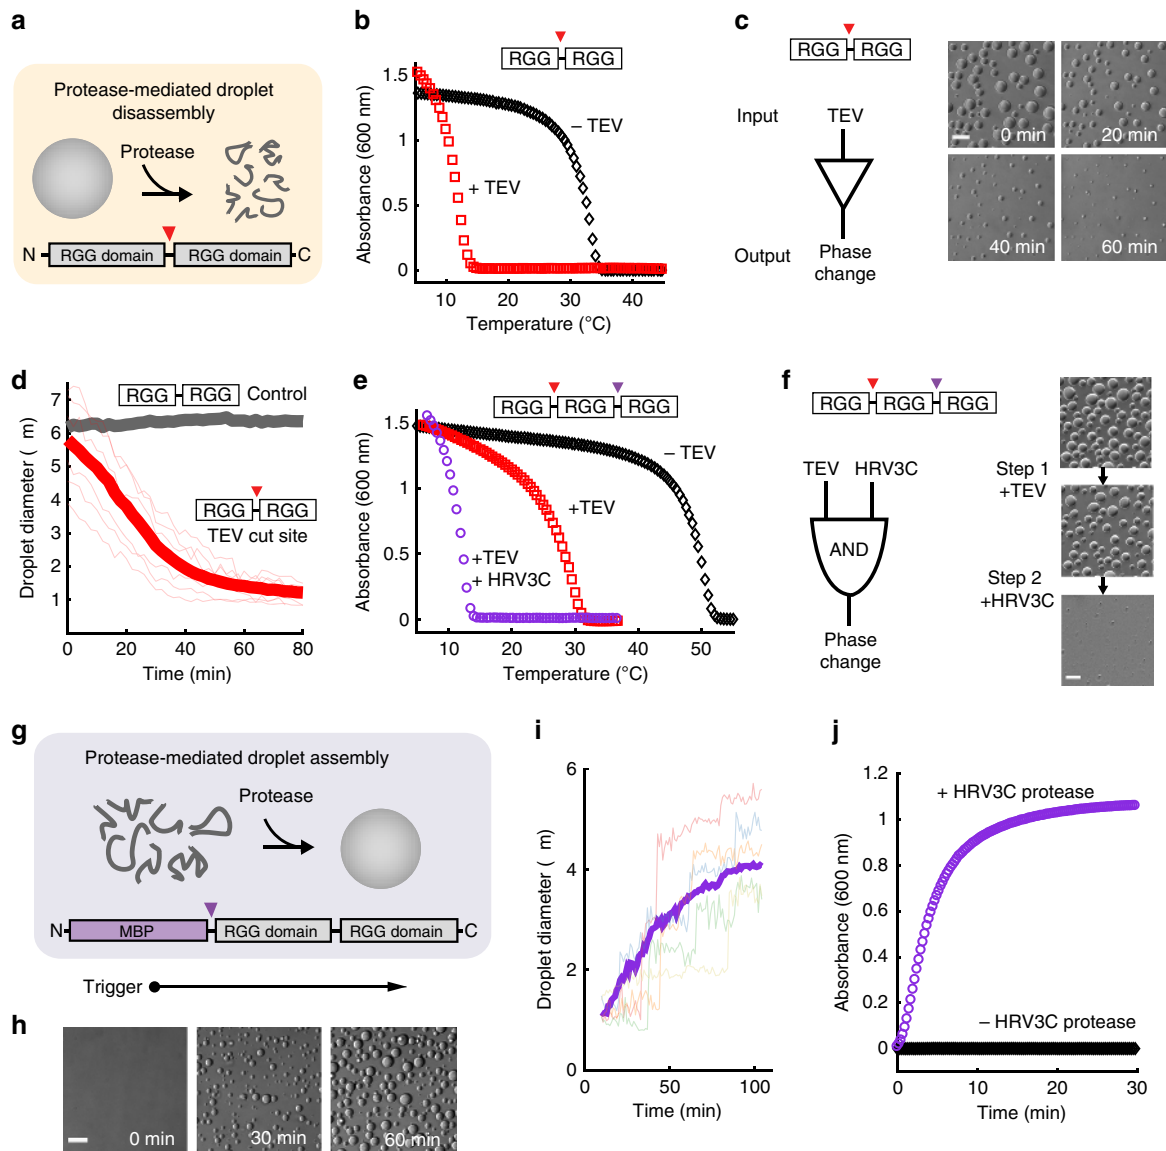 a
Protease-mediated droplet
disassembly
Protease
N
RGG domain
RGG domain
C
b
RGG
RGG
1.5
1
0.5
0
– TEV
+ TEV
Absorbance (600 nm)
10
20
30
40
Temperature (°C)
c
RGG
RGG
Input
TEV
Output
Phase
change
0 min
20 min
40 min
60 min
d
RGG
RGG
Control
RGG
RGG
TEV cut site
7
6
5
4
3
2
1
Droplet diameter ( m)
0
20
40
60
80
Time (min)
e
RGG
RGG
RGG
1.5
1
0.5
0
– TEV
+TEV
+TEV
+ HRV3C
Absorbance (600 nm)
10
20
30
40
50
Temperature (°C)
f
RGG
RGG
RGG
TEV
HRV3C
AND
Phase
change
Step 1
+TEV
Step 2
+HRV3C
g
Protease-mediated droplet assembly
Protease
N
MBP
RGG domain
RGG domain
C
Trigger
h
0 min
30 min
60 min
i
6
4
2
0
Droplet diameter ( m)
0
50
100
Time (min)
j
1.2
1
0.8
0.6
0.4
0.2
0
+ HRV3C protease
– HRV3C protease
Absorbance (600 nm)
0
10
20
30
Time (min)